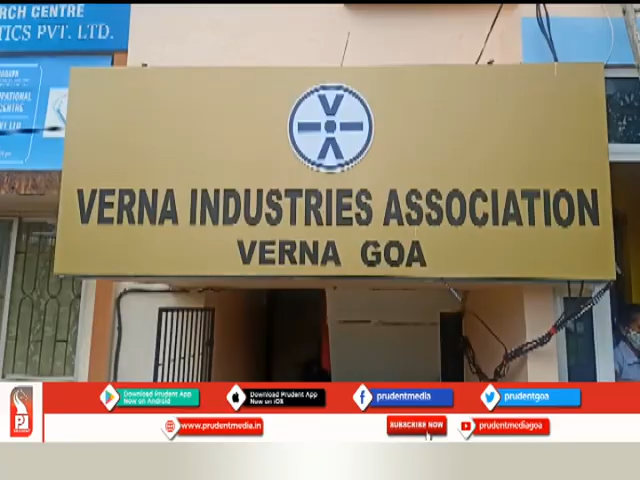 RCH CENTRE
TICS PVT. LTD.
VERNA INDUSTRIES ASSOCIATION
VERNA GOA
Download Prudent App
Now on Android
Download Prudent App
Now on iOS
prudentmedia
prudentgoa
www.prudentmedia.in
SUBSCRIBE NOW
prudentmediagoa